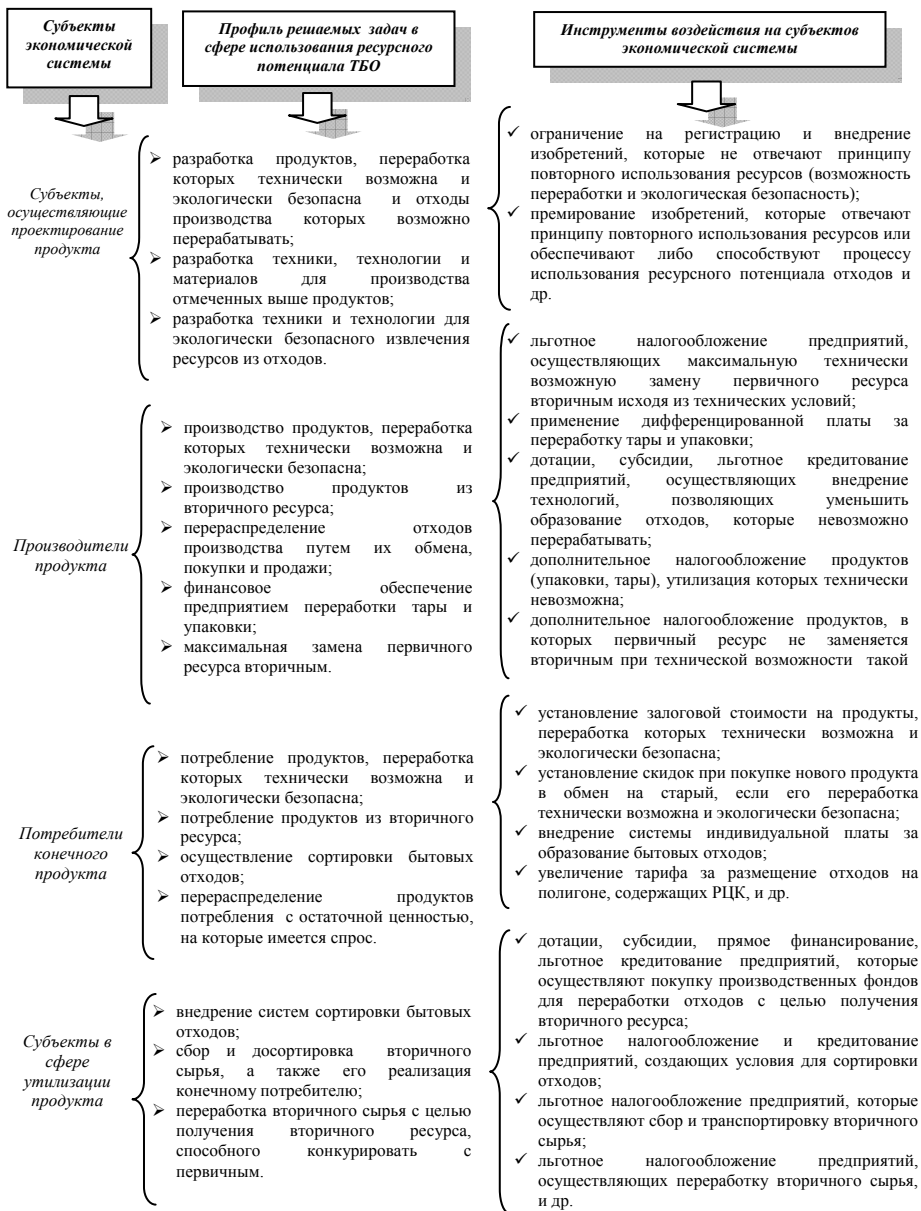 Субъекты
экономической
системы
Профиль решаемых задач в
сфере использования ресурсного
потенциала ТБО
Инструменты воздействия на субъектов
экономической системы
Субъекты,
осуществляющие
проектирование
продукта
➢ разработка продуктов, переработка
которых технически возможна и
экологически безопасна и отходы
производства которых возможно
перерабатывать;
➢ разработка техники, технологии и
материалов для производства
отмеченных выше продуктов;
➢ разработка техники и технологии для
экологически безопасного извлечения
ресурсов из отходов.
✓ ограничение на регистрацию и внедрение
изобретений, которые не отвечают принципу
повторного использования ресурсов (возможность
переработки и экологическая безопасность);
✓ премирование изобретений, которые отвечают
принципу повторного использования ресурсов или
обеспечивают либо способствуют процессу
использования ресурсного потенциала отходов и
др.
Производители
продукта
➢ производство продуктов, переработка
которых технически возможна и
экологически безопасна;
➢ производство продуктов из
вторичного ресурса;
➢ перераспределение отходов
производства путем их обмена,
покупки и продажи;
➢ финансовое обеспечение
предприятием переработки тары и
упаковки;
➢ максимальная замена первичного
ресурса вторичным.
✓ льготное налогообложение предприятий,
осуществляющих максимальную технически
возможную замену первичного ресурса
вторичным исходя из технических условий;
✓ применение дифференцированной платы за
переработку тары и упаковки;
✓ дотации, субсидии, льготное кредитование
предприятий, осуществляющих внедрение
технологий, позволяющих уменьшить
образование отходов, которые невозможно
перерабатывать;
✓ дополнительное налогообложение продуктов
(упаковки, тары), утилизация которых технически
невозможна;
✓ дополнительное налогообложение продуктов, в
которых первичный ресурс не заменяется
вторичным при технической возможности такой
Потребители
конечного
продукта
➢ потребление продуктов, переработка
которых технически возможна и
экологически безопасна;
➢ потребление продуктов из вторичного
ресурса;
➢ осуществление сортировки бытовых
отходов;
➢ перераспределение продуктов
потребления с остаточной ценностью,
на которые имеется спрос.
✓ установление залоговой стоимости на продукты,
переработка которых технически возможна и
экологически безопасна;
✓ установление скидок при покупке нового продукта
в обмен на старый, если его переработка
технически возможна и экологически безопасна;
✓ внедрение системы индивидуальной платы за
образование бытовых отходов;
✓ увеличение тарифа за размещение отходов на
полигоне, содержащих РЦК, и др.
Субъекты в
сфере
утилизации
продукта
➢ внедрение систем сортировки бытовых
отходов;
➢ сбор и досортировка вторичного
сырья, а также его реализация
конечному потребителю;
➢ переработка вторичного сырья с целью
получения вторичного ресурса,
способного конкурировать с
первичным.
✓ дотации, субсидии, прямое финансирование,
льготное кредитование предприятий, которые
осуществляют покупку производственных фондов
для переработки отходов с целью получения
вторичного ресурса;
✓ льготное налогообложение и кредитование
предприятий, создающих условия для сортировки
отходов;
✓ льготное налогообложение предприятий, которые
осуществляют сбор и транспортировку вторичного
сырья;
✓ льготное налогообложение предприятий,
осуществляющих переработку вторичного сырья,
и др.